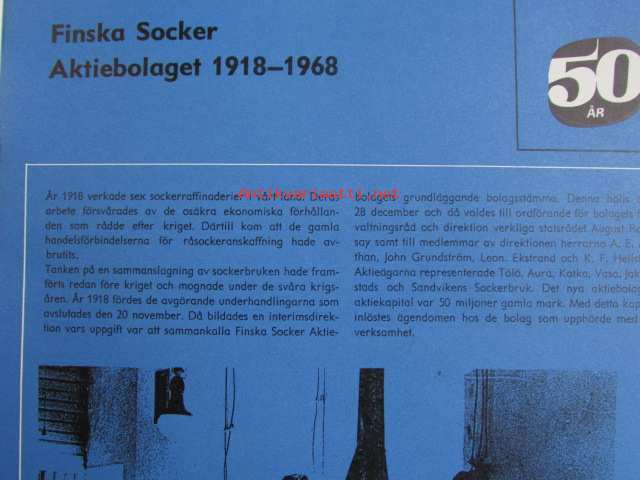 Finska Socker
Aktiebolaget 1918–1968
50
ÅR
År 1918 verkade sex sockerraffinaderier i vårt land. Deras
arbete försvårades av de osäkra ekonomiska förhållan-
den som rådde efter kriget. Därtill kom att de gamla
handelsförbindelserna för råsockeranskaffning hade av-
brutits.
Tanken på en sammanslagning av sockerbruken hade fram-
förts redan före kriget och mognade under de svåra krigs-
åren. År 1918 fördes de avgörande underhandlingarna som
avslutades den 20 november. Då bildades en interimsdirek-
tion vars uppgift var att sammankalla Finska Socker Aktie-
bolagets grundläggande bolagsstämma. Denna hölls
28 december och då valdes till ordförande för bolagets
valtningsråd och direktion verkliga statsrådet August
say samt till medlemmar av direktionen herrarna A. E.
than, John Grundström, Leon. Ekstrand och K. F.
Aktieägarna representerade Tölö, Aura, Kotka, Vasa,
stads och Sandvikens Sockerbruk. Det nya
aktiekapital var 50 miljoner gamla mark. Med detta
inlöstes ägendomen hos de bolag som upphörde med
verksamhet.
antikvariaatti.net